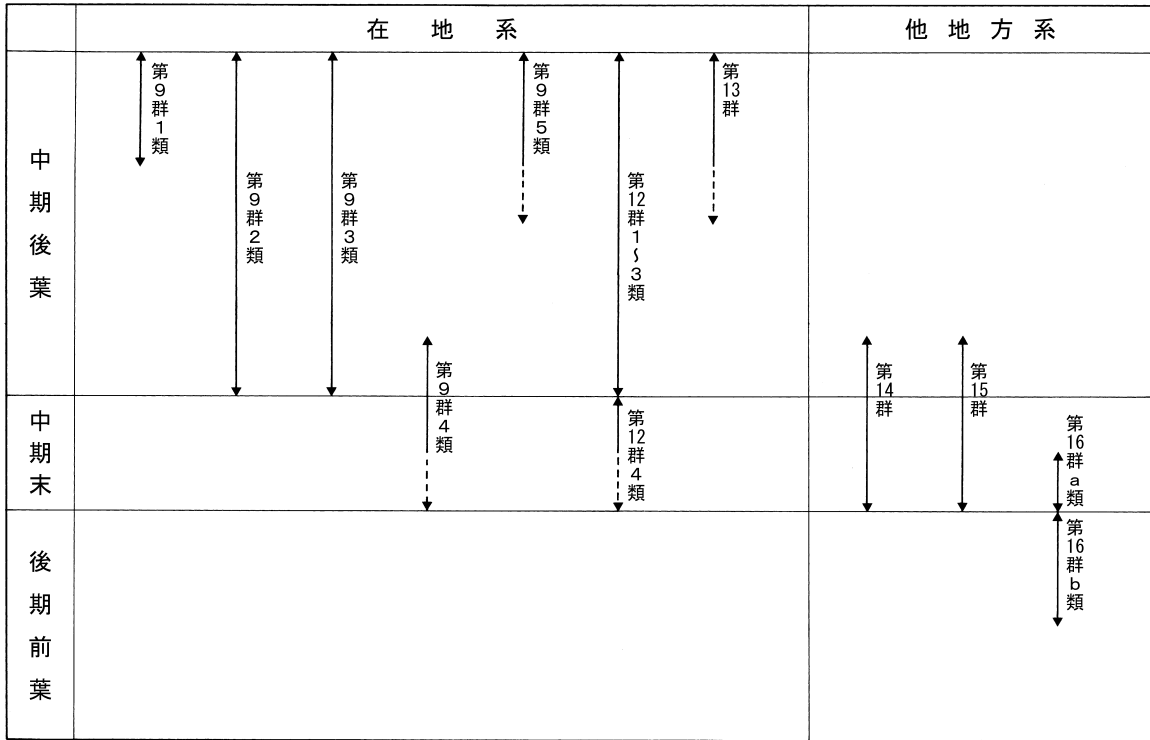 在地系
他地方系
中期後葉
中期末
後期前葉
第9群1類
第9群2類
第9群3類
第9群4類
第9群5類
第12群1〜3類
第12群4類
第13群
第14群
第15群
第16群a類
第16群b類